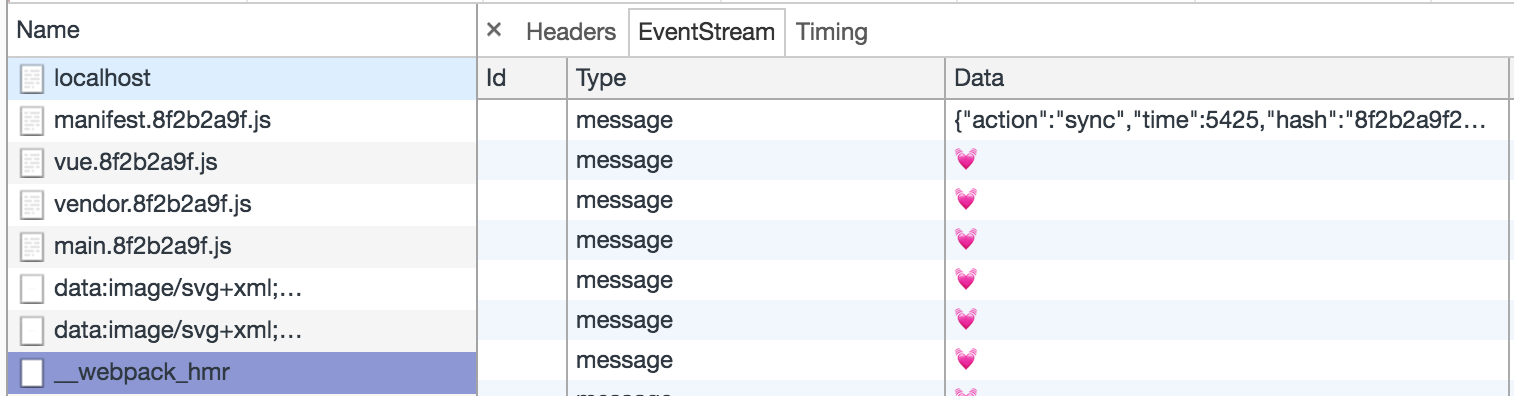 Name
× Headers EventStream Timing
Id Type Data
localhost
manifest.8f2b2a9f.js
message {"action":"sync","time":5425,"hash":"8f2b2a9f2…
vue.8f2b2a9f.js
message 💓
vendor.8f2b2a9f.js
message 💓
main.8f2b2a9f.js
message 💓
data:image/svg+xml;…
message 💓
data:image/svg+xml;…
message 💓
__webpack_hmr
message 💓